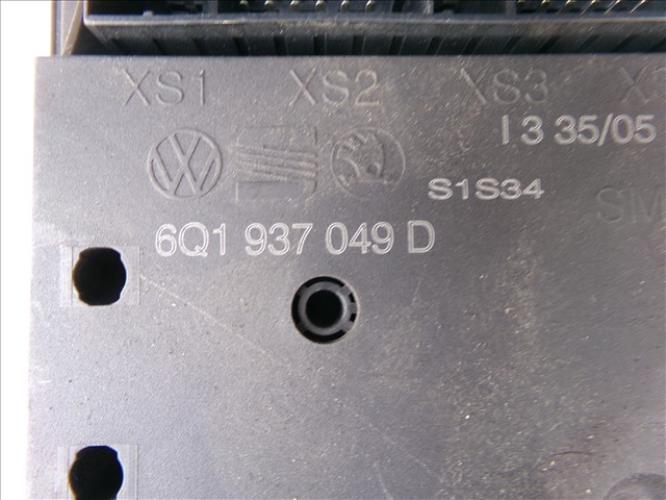 XS1 XS2 XS3
I 3 35/05
S1S34
6Q1 937 049 D